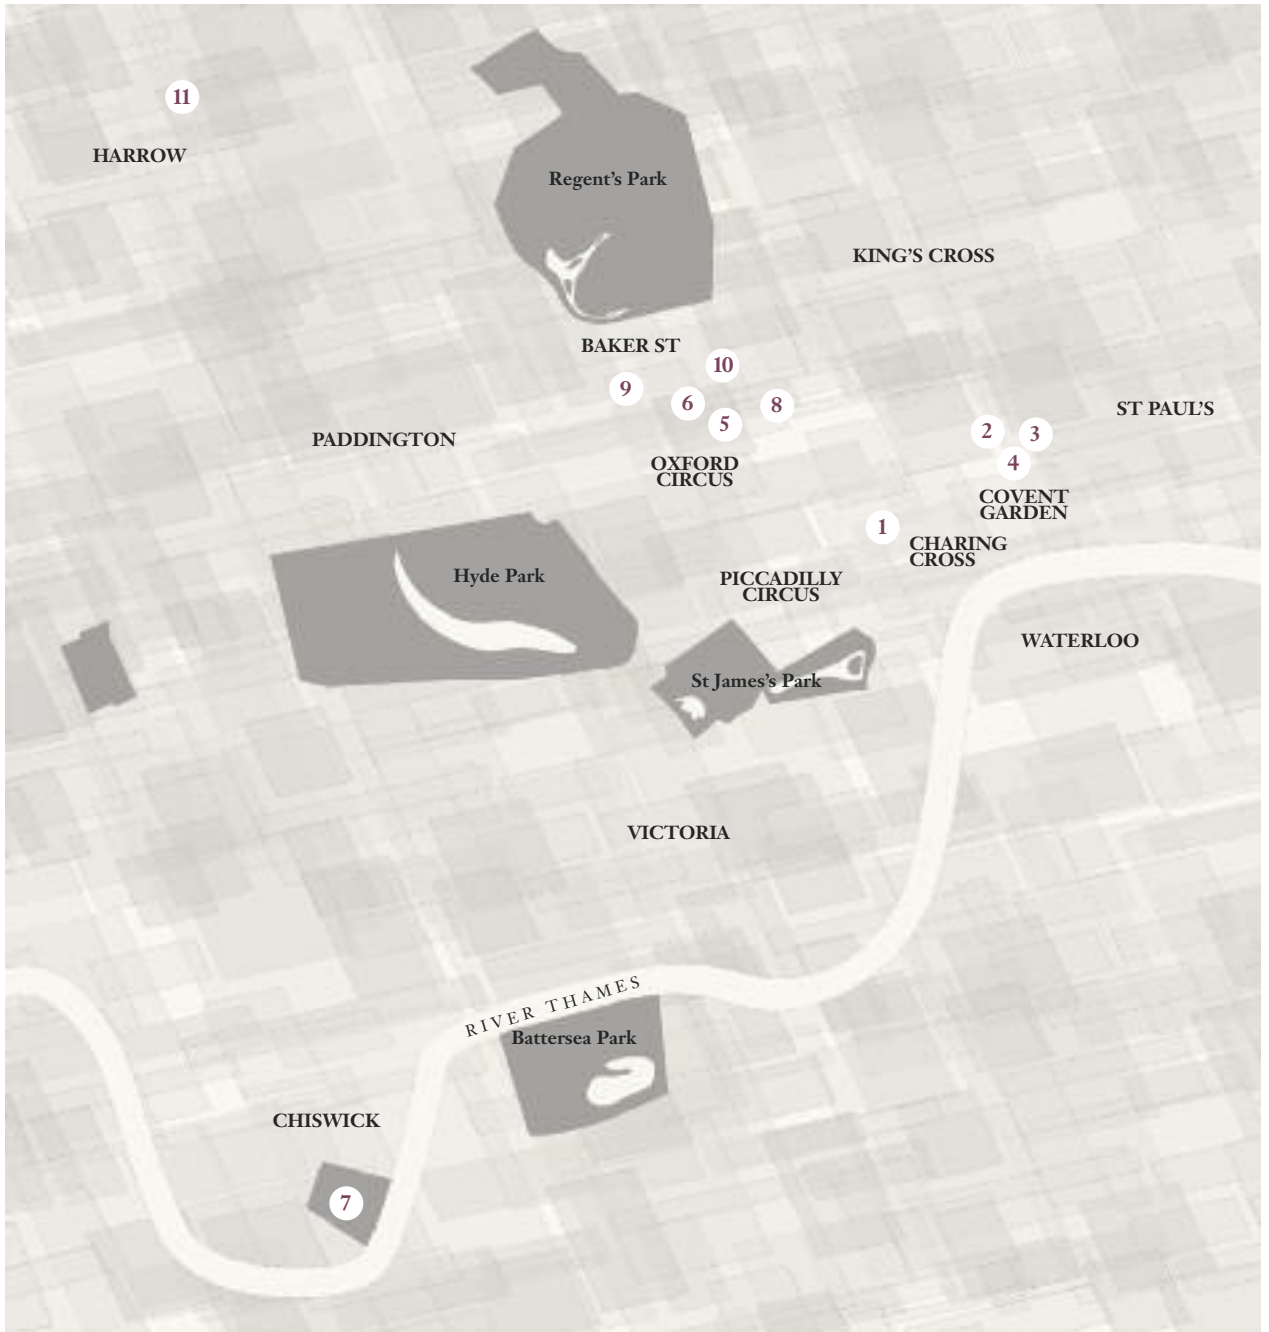 11
HARROW
Regent's Park
KING'S CROSS
BAKER ST
10
9
6
8
5
ST PAUL'S
2
3
PADDINGTON
4
OXFORD
CIRCUS
COVENT
GARDEN
1
CHARING
CROSS
Hyde Park
PICCADILLY
CIRCUS
WATERLOO
St James's Park
VICTORIA
RIVER THAMES
Battersea Park
CHISWICK
7